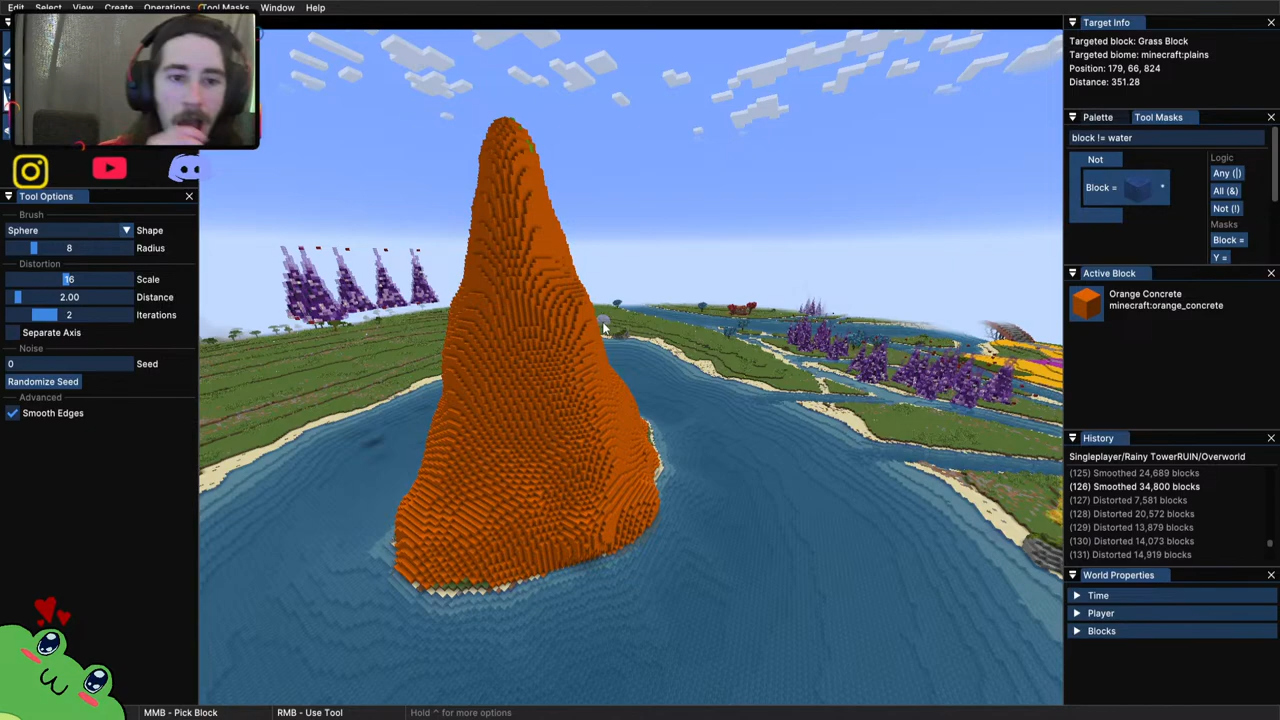 Edit Select View Create Operations Tool Masks Window Help
Tool Options
Brush
Sphere Shape
8 Radius
Distortion
16 Scale
2.00 Distance
2 Iterations
Separate Axis
Noise
0 Seed
Randomize Seed
Advanced
Smooth Edges
Target Info
Targeted block: Grass Block
Targeted biome: minecraft:plains
Position: 179, 66, 824
Distance: 351.28
Palette Tool Masks
block != water
Not
Block = *
Logic
Any (|)
All (&)
Not (!)
Masks
Block =
Y =
Active Block
Orange Concrete
minecraft:orange_concrete
History
Singleplayer/Rainy TowerRUIN/Overworld
(125) Smoothed 24,689 blocks
(126) Smoothed 34,800 blocks
(127) Distorted 7,581 blocks
(128) Distorted 20,572 blocks
(129) Distorted 13,879 blocks
(130) Distorted 14,073 blocks
(131) Distorted 14,919 blocks
World Properties
Time
Player
Blocks
MMB - Pick Block RMB - Use Tool Hold ^ for more options